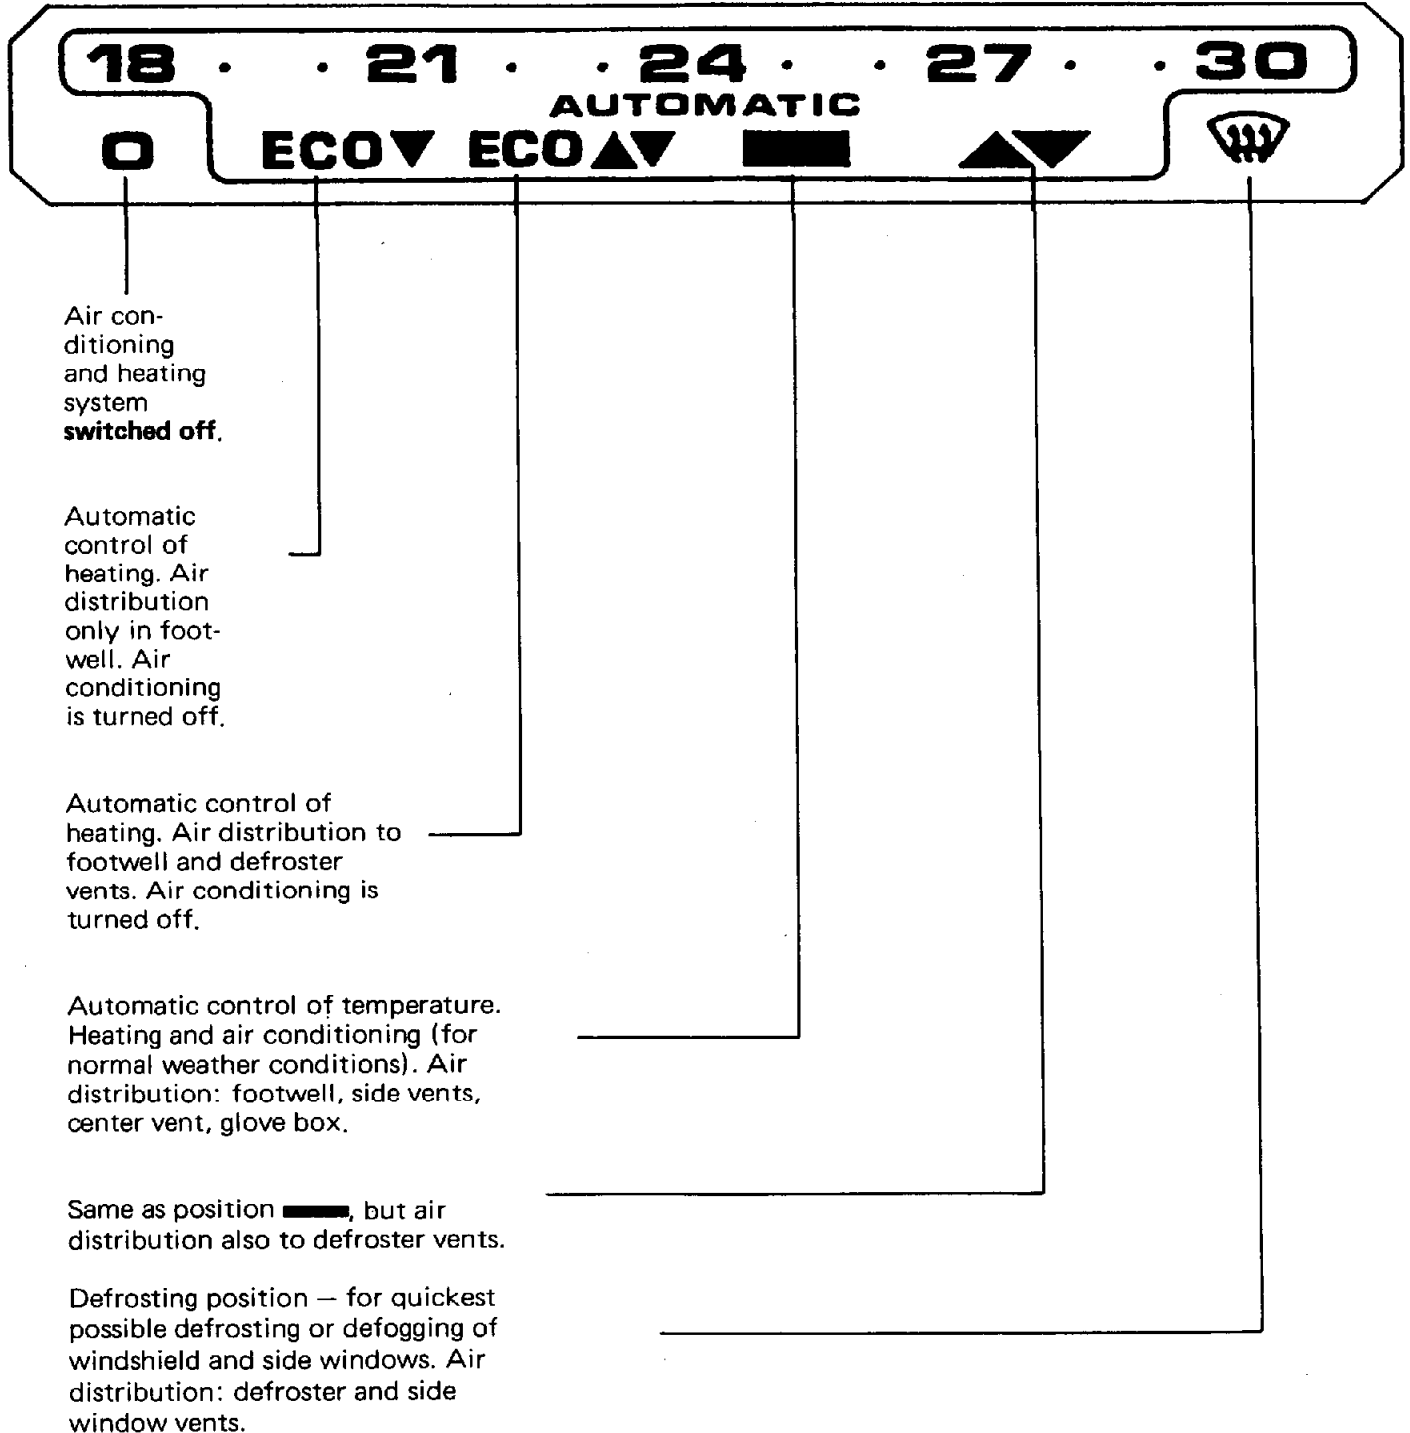 18 · · 21 · · 24 · · 27 · · 30
AUTOMATIC
O ECO▼ ECO▲▼ ▬ ▲▼
Air con-
ditioning
and heating
system
switched off.
Automatic
control of
heating. Air
distribution
only in foot-
well. Air
conditioning
is turned off.
Automatic control of
heating. Air distribution to
footwell and defroster
vents. Air conditioning is
turned off.
Automatic control of temperature.
Heating and air conditioning (for
normal weather conditions). Air
distribution: footwell, side vents,
center vent, glove box.
Same as position ▬, but air
distribution also to defroster vents.
Defrosting position — for quickest
possible defrosting or defogging of
windshield and side windows. Air
distribution: defroster and side
window vents.